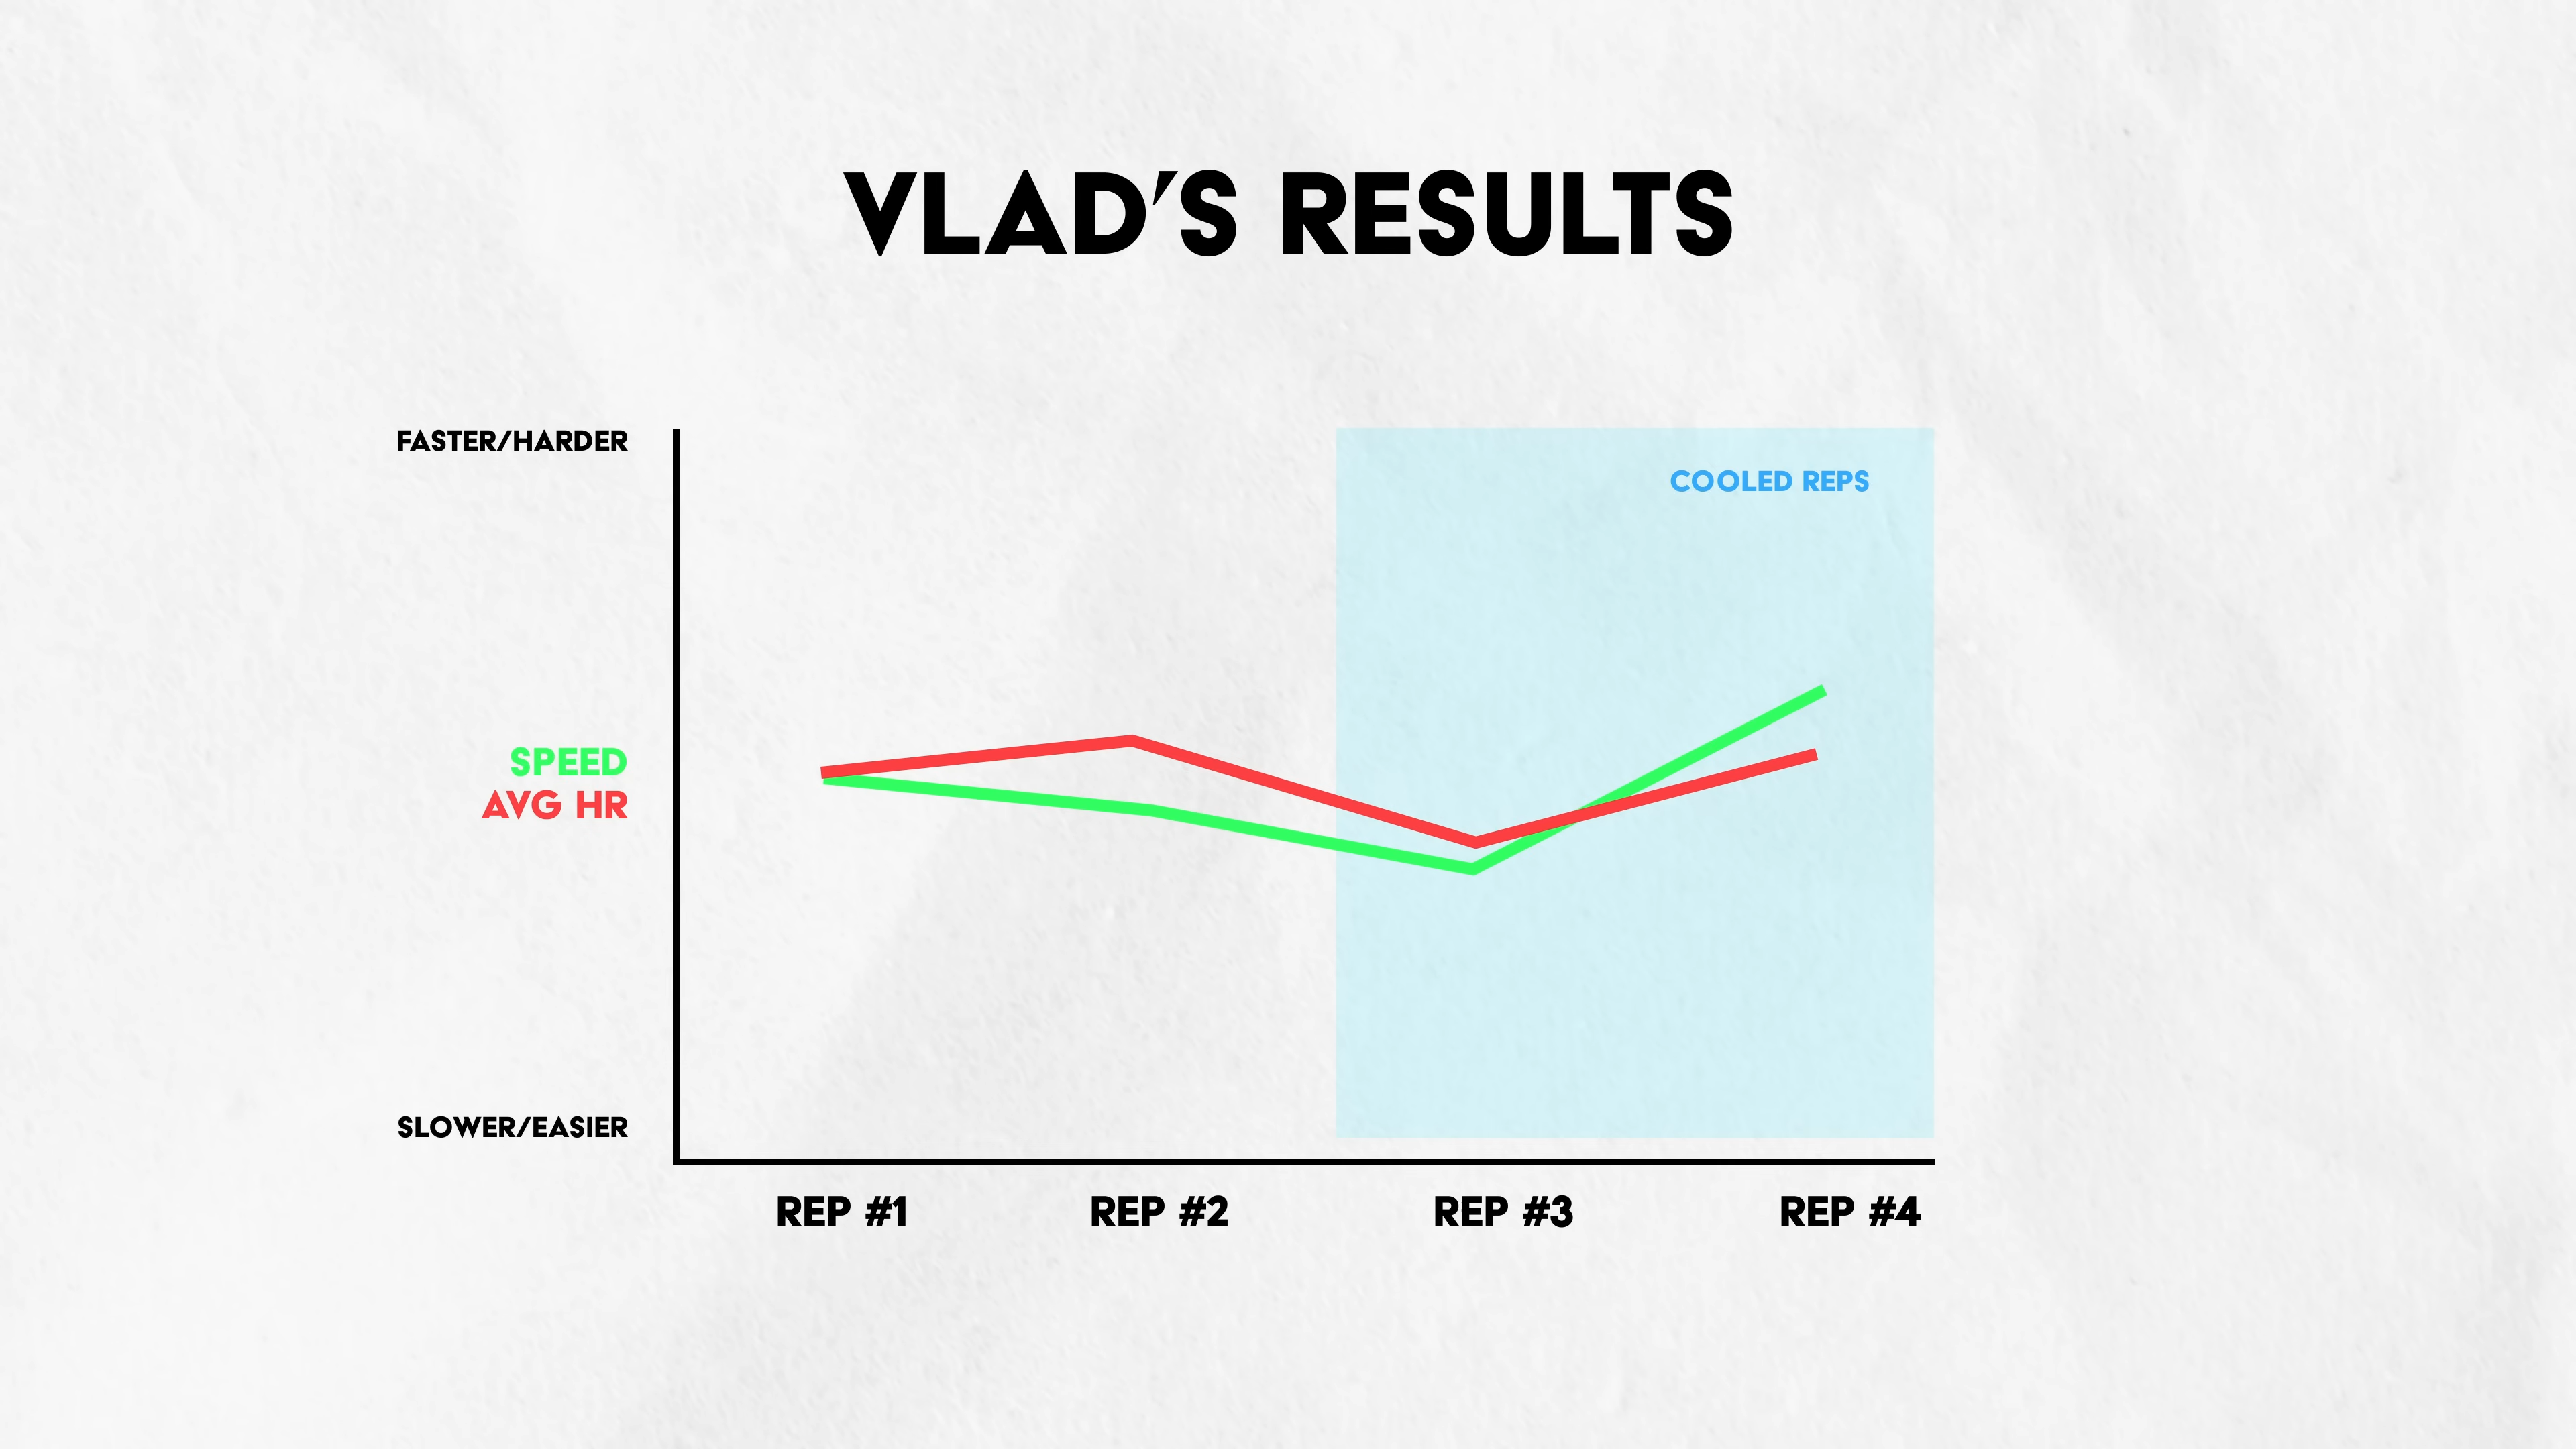 VLAD'S RESULTS
FASTER/HARDER
COOLED REPS
SPEED
AVG HR
SLOWER/EASIER
REP #1 REP #2 REP #3 REP #4